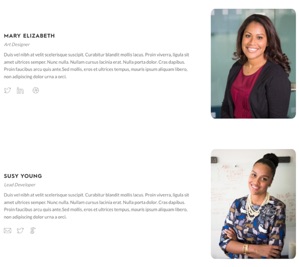 MARY ELIZABETH
Art Designer
Duis vel nibh at velit scelerisque suscipit. Curabitur blandit mollis lacus. Proin viverra, ligula sit
amet ultrices semper. Nunc nulla. Nullam cursus lacinia erat. Nulla porta dolor. Cras dapibus.
Proin faucibus arcu quis ante.Sed mollis, eros et ultrices tempus, mauris ipsum aliquam libero,
non adipiscing dolor urna a orci.
SUSY YOUNG
Lead Developer
Duis vel nibh at velit scelerisque suscipit. Curabitur blandit mollis lacus. Proin viverra, ligula sit
amet ultrices semper. Nunc nulla. Nullam cursus lacinia erat. Nulla porta dolor. Cras dapibus.
Proin faucibus arcu quis ante.Sed mollis, eros et ultrices tempus, mauris ipsum aliquam libero,
non adipiscing dolor urna a orci.